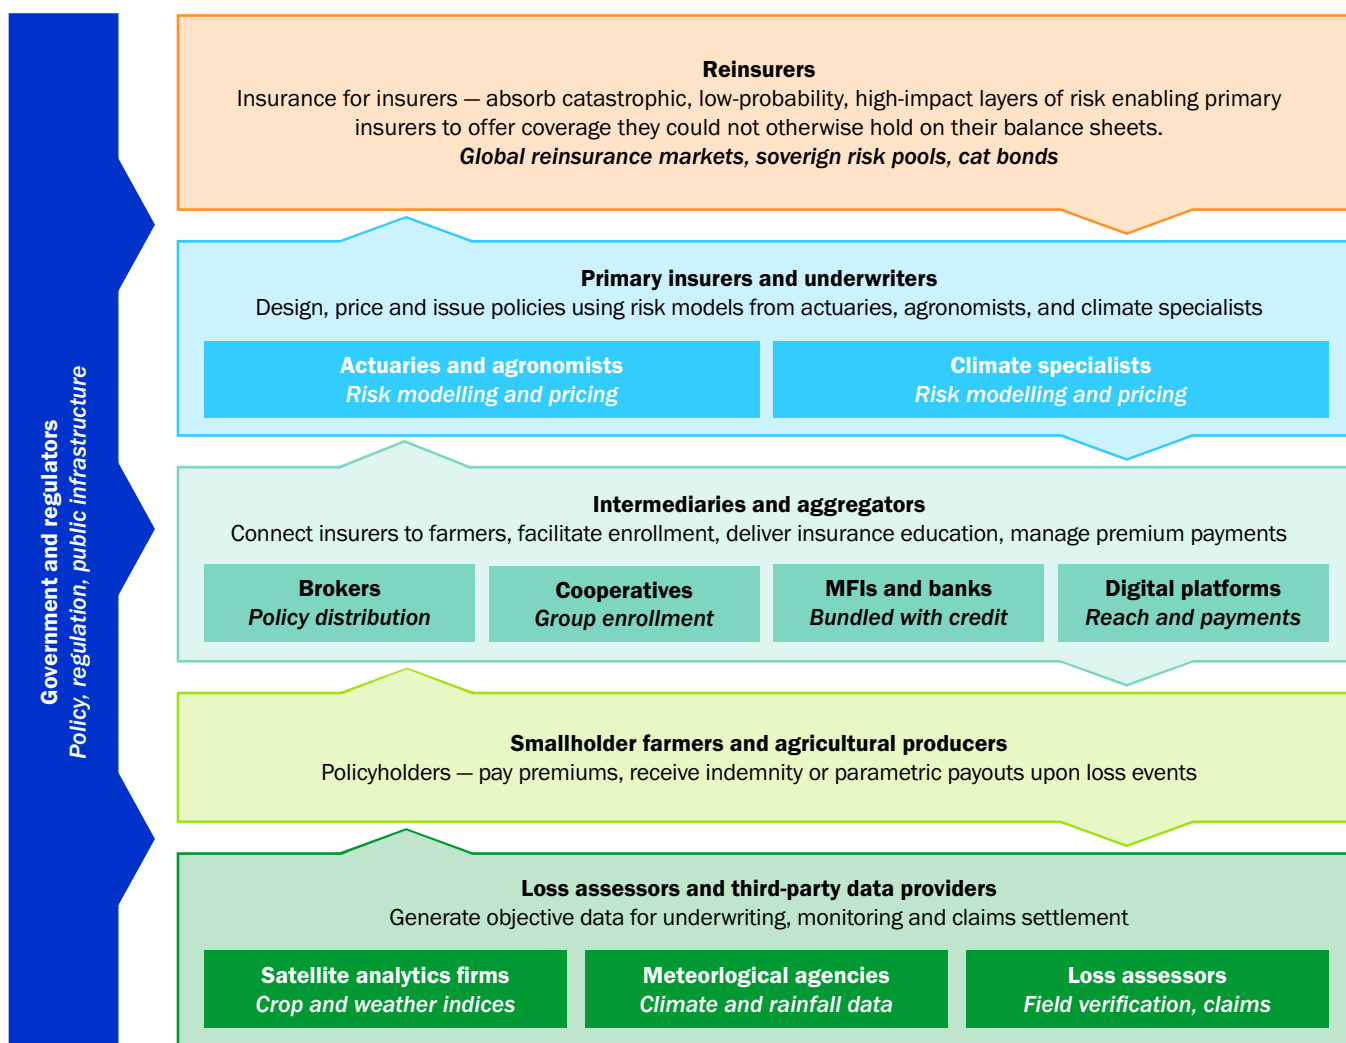 Government and regulators
Policy, regulation, public infrastructure
Reinsurers
Insurance for insurers — absorb catastrophic, low-probability, high-impact layers of risk enabling primary
insurers to offer coverage they could not otherwise hold on their balance sheets.
Global reinsurance markets, soverign risk pools, cat bonds
Primary insurers and underwriters
Design, price and issue policies using risk models from actuaries, agronomists, and climate specialists
Actuaries and agronomists
Risk modelling and pricing
Climate specialists
Risk modelling and pricing
Intermediaries and aggregators
Connect insurers to farmers, facilitate enrollment, deliver insurance education, manage premium payments
Brokers
Policy distribution
Cooperatives
Group enrollment
MFIs and banks
Bundled with credit
Digital platforms
Reach and payments
Smallholder farmers and agricultural producers
Policyholders — pay premiums, receive indemnity or parametric payouts upon loss events
Loss assessors and third-party data providers
Generate objective data for underwriting, monitoring and claims settlement
Satellite analytics firms
Crop and weather indices
Meteorlogical agencies
Climate and rainfall data
Loss assessors
Field verification, claims